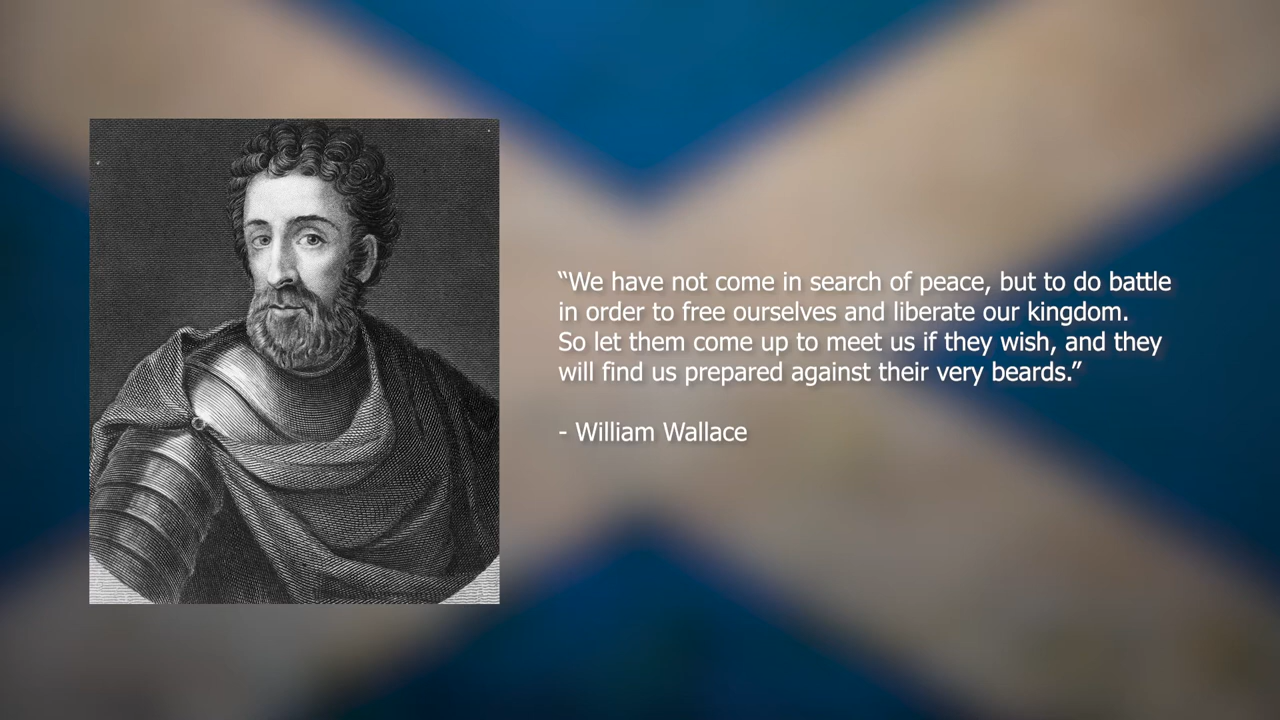 “We have not come in search of peace, but to do battle
in order to free ourselves and liberate our kingdom.
So let them come up to meet us if they wish, and they
will find us prepared against their very beards.”
- William Wallace